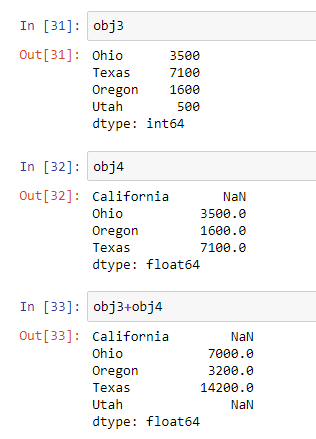 In [31]: obj3
Out[31]: Ohio 3500
Texas 7100
Oregon 1600
Utah 500
dtype: int64
In [32]: obj4
Out[32]: California NaN
Ohio 3500.0
Oregon 1600.0
Texas 7100.0
dtype: float64
In [33]: obj3+obj4
Out[33]: California NaN
Ohio 7000.0
Oregon 3200.0
Texas 14200.0
Utah NaN
dtype: float64